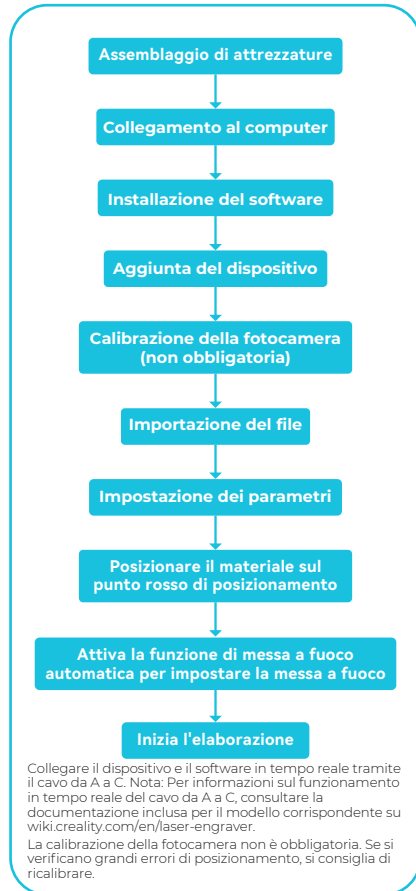 Assemblaggio di attrezzature
Collegamento al computer
Installazione del software
Aggiunta del dispositivo
Calibrazione della fotocamera
(non obbligatoria)
Importazione del file
Impostazione dei parametri
Posizionare il materiale sul
punto rosso di posizionamento
Attiva la funzione di messa a fuoco
automatica per impostare la messa a fuoco
Inizia l'elaborazione
Collegare il dispositivo e il software in tempo reale tramite
il cavo da A a C. Nota: Per informazioni sul funzionamento
in tempo reale del cavo da A a C, consultare la
documentazione inclusa per il modello corrispondente su
wiki.creality.com/en/laser-engraver.
La calibrazione della fotocamera non è obbligatoria. Se si
verificano grandi errori di posizionamento, si consiglia di
ricalibrare.